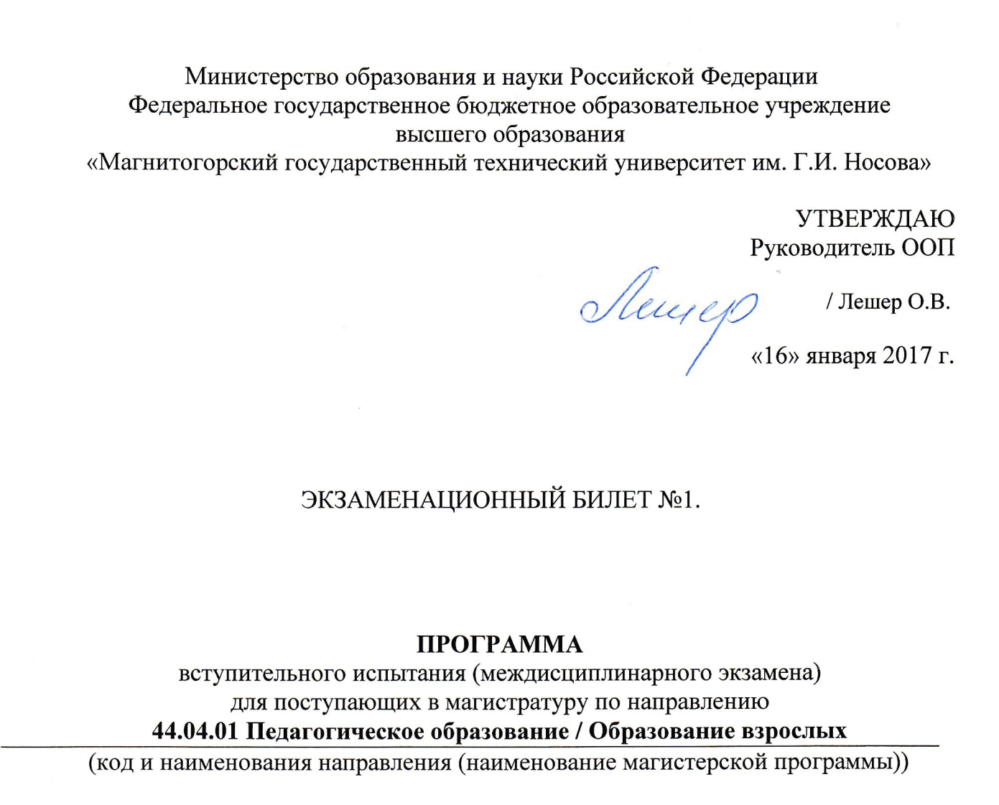 Министерство образования и науки Российской Федерации
Федеральное государственное бюджетное образовательное учреждение
высшего образования
«Магнитогорский государственный технический университет им. Г.И. Носова»
УТВЕРЖДАЮ
Руководитель ООП
Лешер / Лешер О.В.
«16» января 2017 г.
ЭКЗАМЕНАЦИОННЫЙ БИЛЕТ №1.
ПРОГРАММА
вступительного испытания (междисциплинарного экзамена)
для поступающих в магистратуру по направлению
44.04.01 Педагогическое образование / Образование взрослых
(код и наименования направления (наименование магистерской программы))